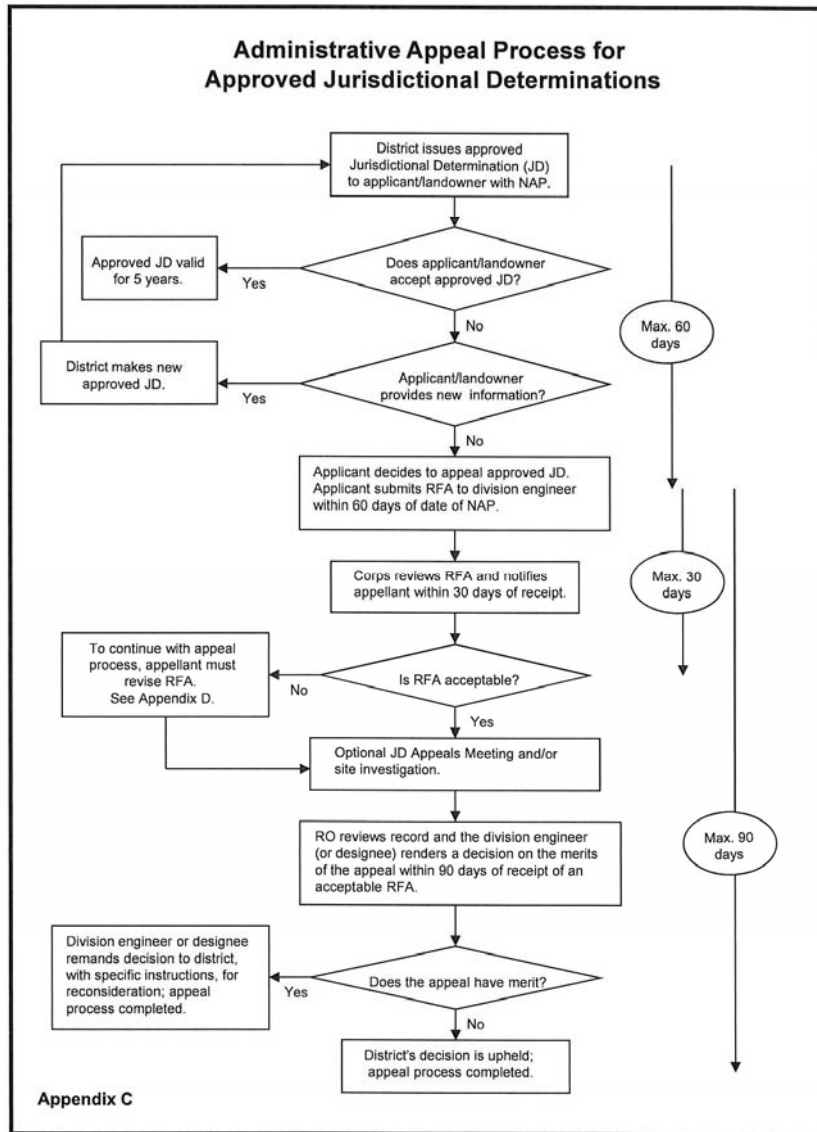 Administrative Appeal Process for
Approved Jurisdictional Determinations
District issues approved
Jurisdictional Determination (JD)
to applicant/landowner with NAP.
Approved JD valid
for 5 years.
Yes
Does applicant/landowner
accept approved JD?
No
Max. 60
days
District makes new
approved JD.
Yes
Applicant/landowner
provides new information?
No
Applicant decides to appeal approved JD.
Applicant submits RFA to division engineer
within 60 days of date of NAP.
Corps reviews RFA and notifies
appellant within 30 days of receipt.
Max. 30
days
To continue with appeal
process, appellant must
revise RFA.
See Appendix D.
No
Is RFA acceptable?
Yes
Optional JD Appeals Meeting and/or
site investigation.
RO reviews record and the division engineer
(or designee) renders a decision on the merits
of the appeal within 90 days of receipt of an
acceptable RFA.
Max. 90
days
Division engineer or designee
remands decision to district,
with specific instructions, for
reconsideration; appeal
process completed.
Yes
Does the appeal have merit?
No
District's decision is upheld;
appeal process completed.
Appendix C